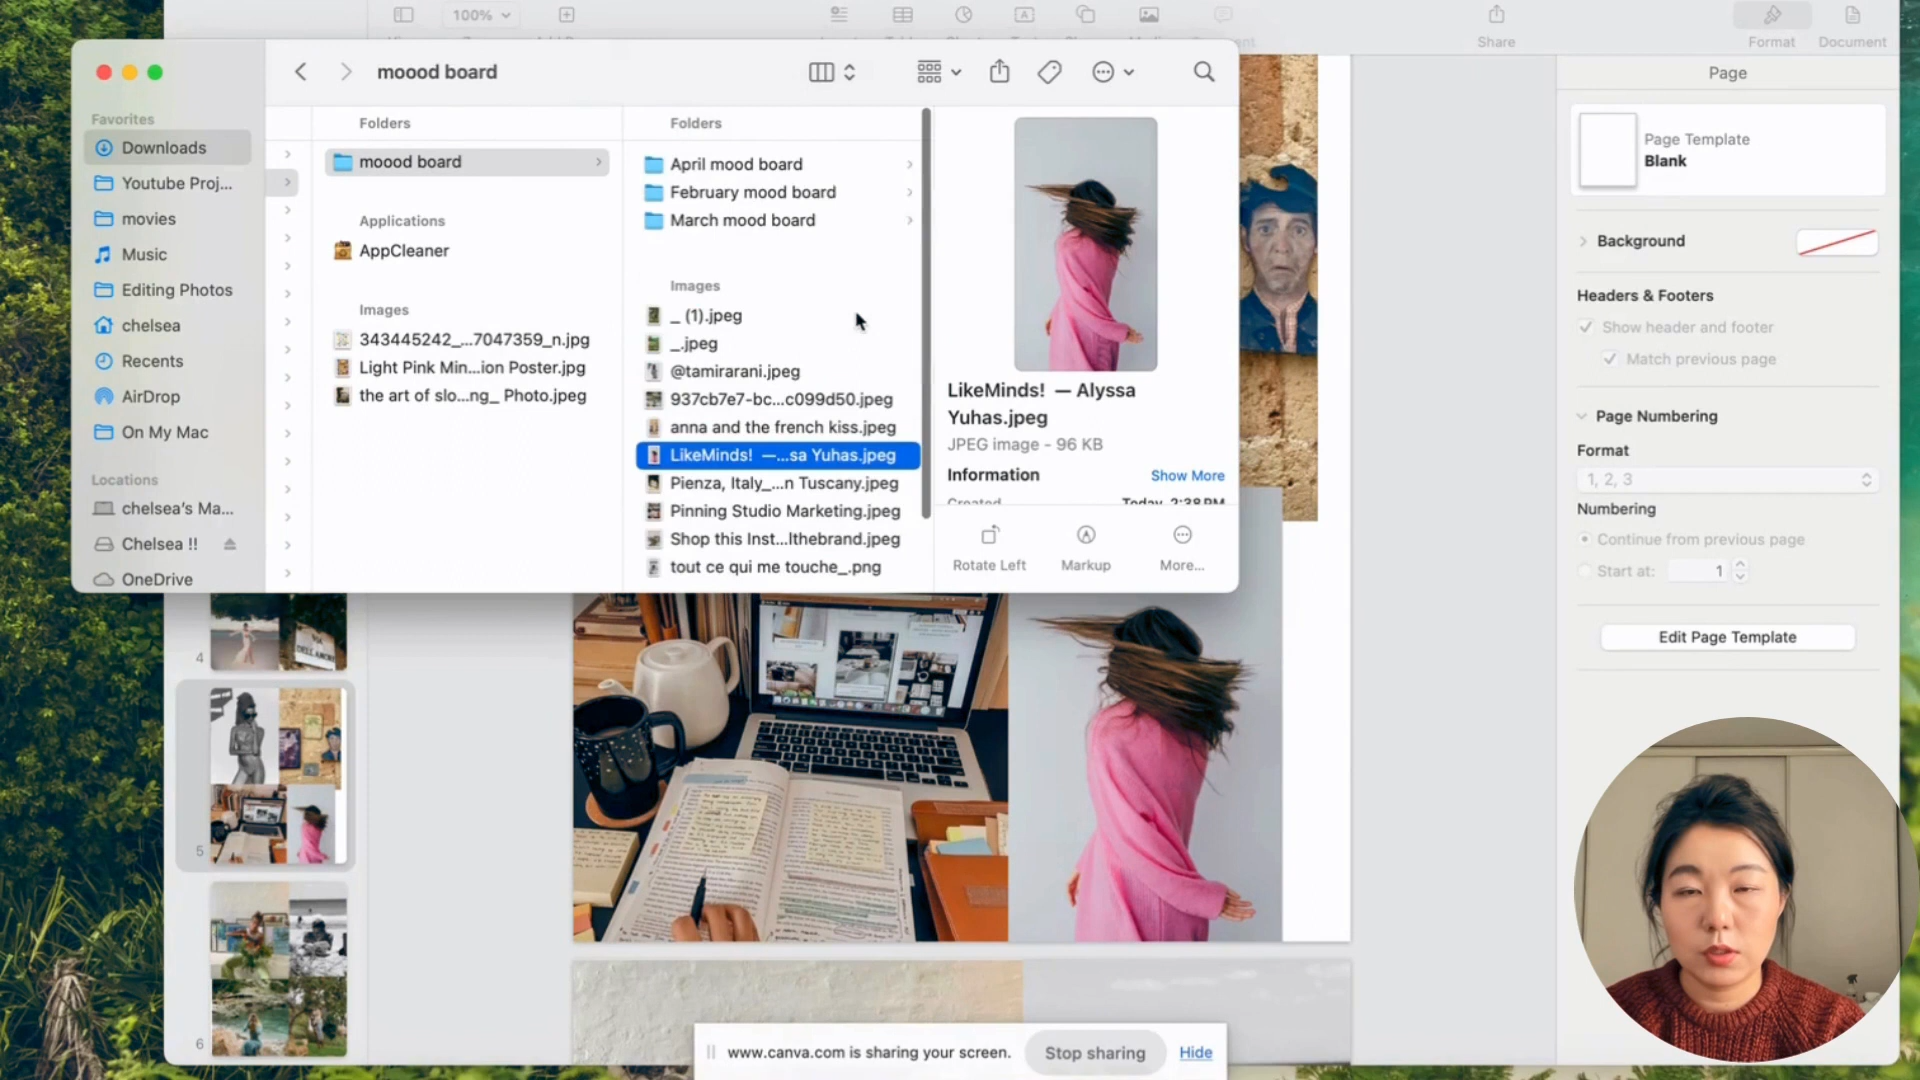 100%
Share
Format
Document
moood board
Favorites
Downloads
Youtube Proj...
movies
Music
Editing Photos
chelsea
Recents
AirDrop
On My Mac
Locations
chelsea's Ma...
Chelsea !!
OneDrive
Folders
moood board
Applications
AppCleaner
Images
343445242_...7047359_n.jpg
Light Pink Min...ion Poster.jpg
the art of slo...ng_ Photo.jpeg
Folders
April mood board
February mood board
March mood board
Images
_ (1).jpeg
_.jpeg
@tamirarani.jpeg
937cb7e7-bc...c099d50.jpeg
anna and the french kiss.jpeg
LikeMinds! —...sa Yuhas.jpeg
Pienza, Italy_...n Tuscany.jpeg
Pinning Studio Marketing.jpeg
Shop this Inst...lthebrand.jpeg
tout ce qui me touche_.png
LikeMinds! — Alyssa
Yuhas.jpeg
JPEG image - 96 KB
Information
Show More
Created
Today, 2:38 PM
Rotate Left
Markup
More...
Page
Page Template
Blank
Background
Headers & Footers
Show header and footer
Match previous page
Page Numbering
Format
1, 2, 3
Numbering
Continue from previous page
Start at:
1
Edit Page Template
4
5
6
www.canva.com is sharing your screen.
Stop sharing
Hide